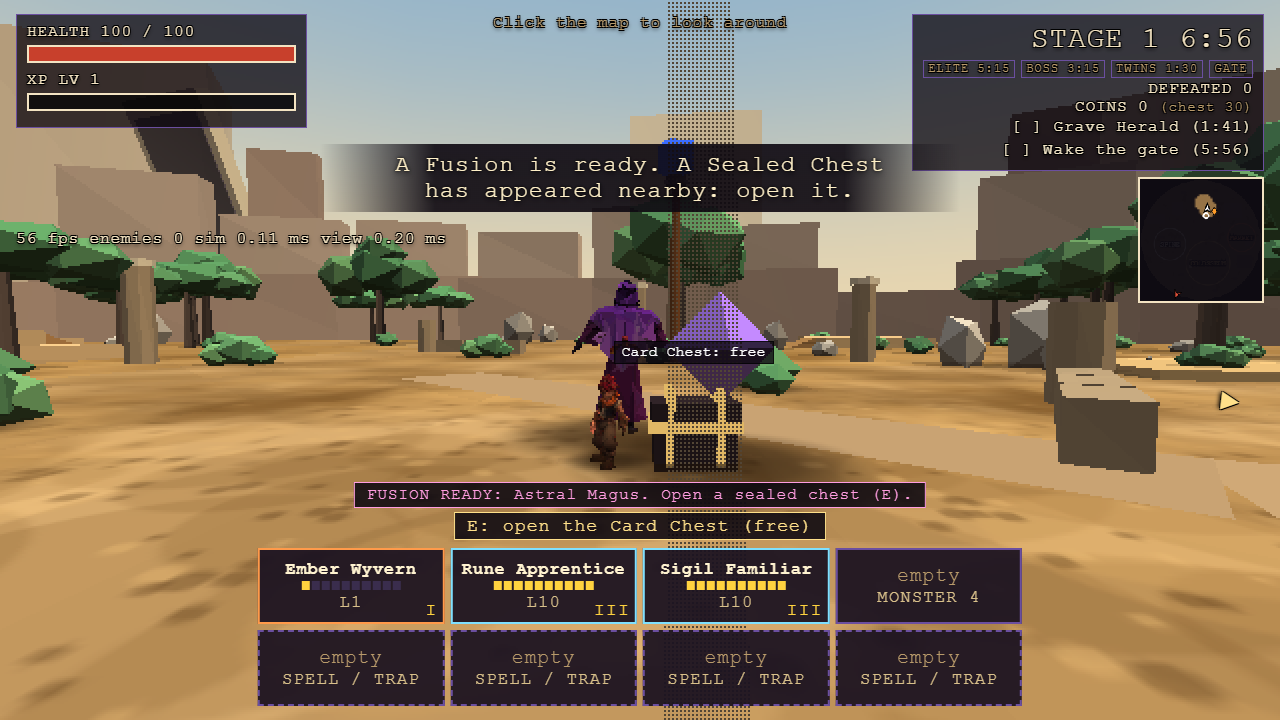 Click the map to look around
HEALTH 100 / 100
XP LV 1
STAGE 1 6:56
ELITE 5:15 BOSS 3:15 TWINS 1:30 GATE
DEFEATED 0
COINS 0 (chest 30)
[ ] Grave Herald (1:41)
[ ] Wake the gate (5:56)
A Fusion is ready. A Sealed Chest
has appeared nearby: open it.
56 fps enemies 0 sim 0.11 ms view 0.20 ms
Card Chest: free
FUSION READY: Astral Magus. Open a sealed chest (E).
E: open the Card Chest (free)
Ember Wyvern
L1
I
Rune Apprentice
L10
III
Sigil Familiar
L10
III
empty
MONSTER 4
empty
SPELL / TRAP
empty
SPELL / TRAP
empty
SPELL / TRAP
empty
SPELL / TRAP